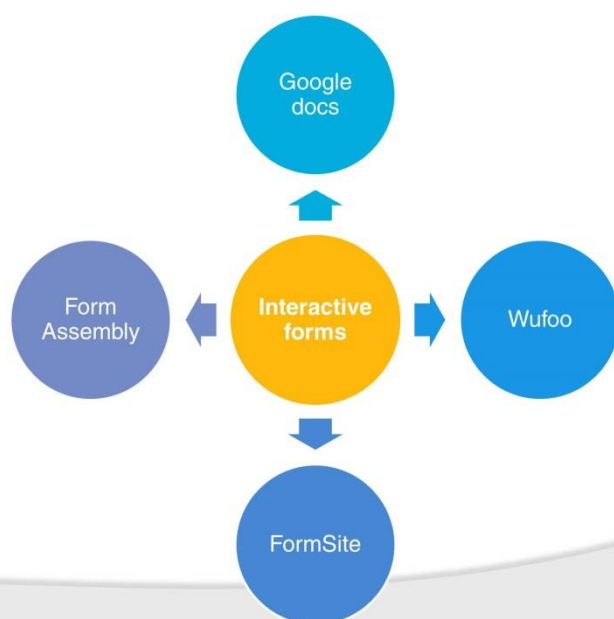 Google
docs
Form
Assembly
Interactive
forms
Wufoo
FormSite